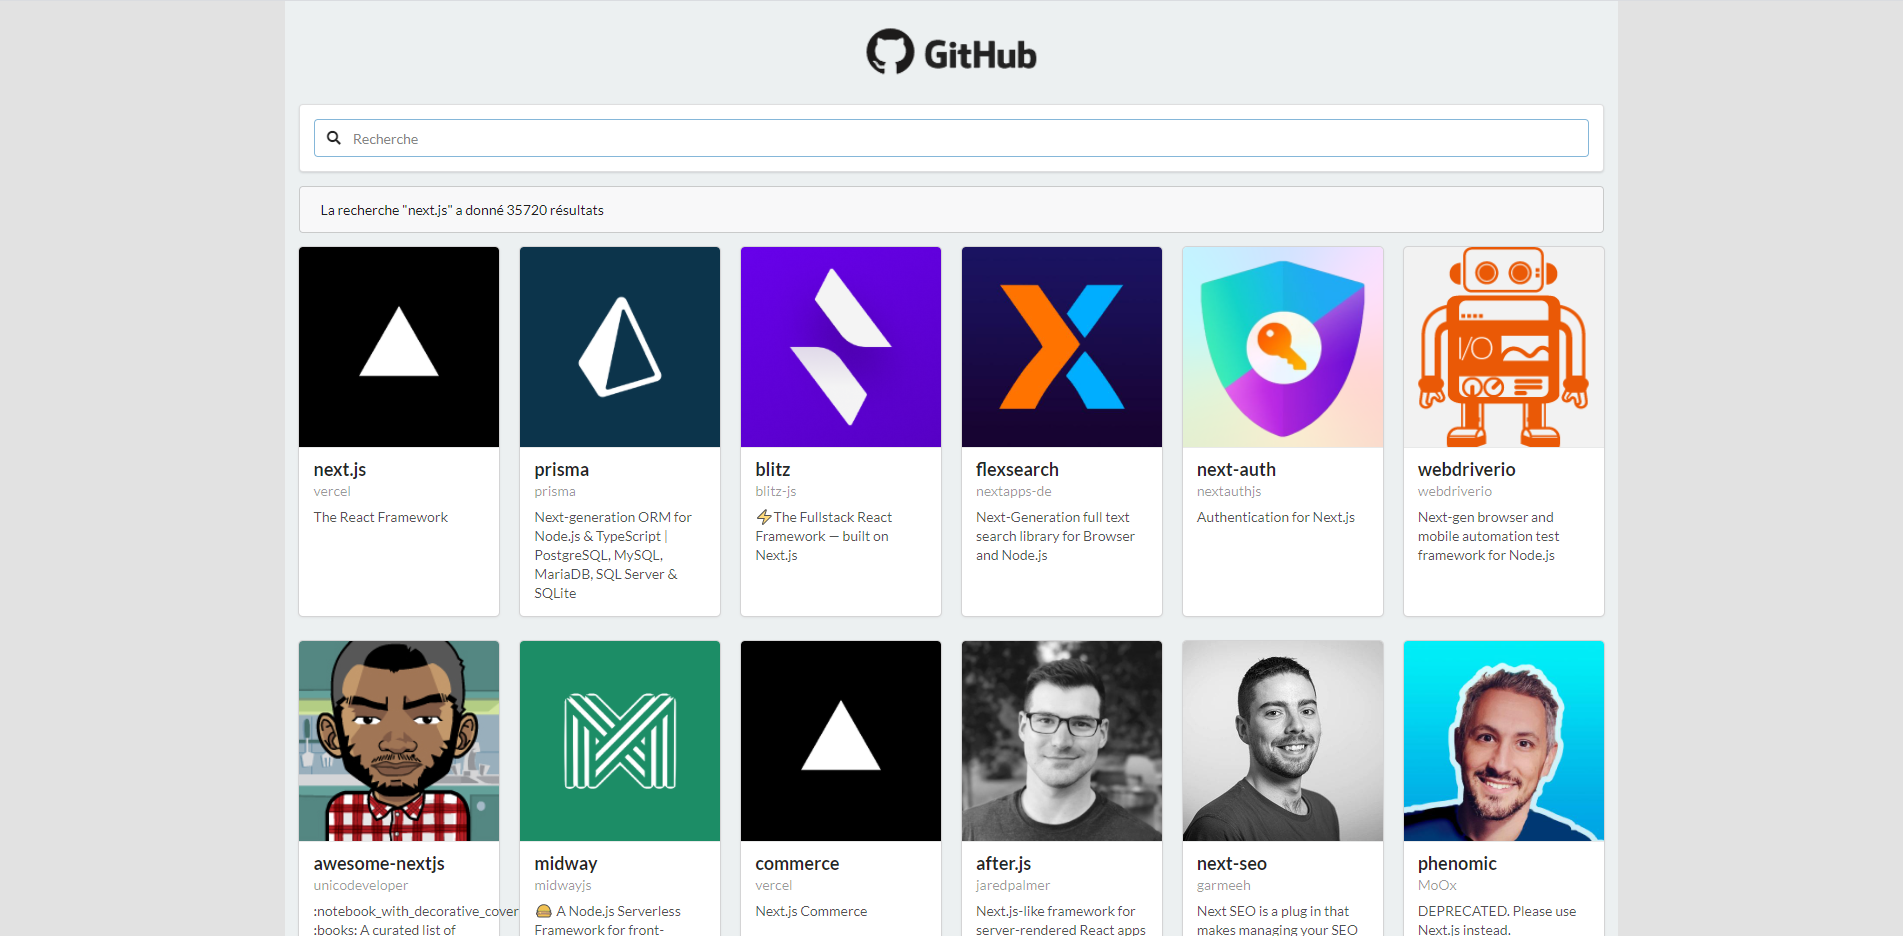 GitHub
Recherche
La recherche "next.js" a donné 35720 résultats
next.js
vercel
The React Framework
prisma
prisma
Next-generation ORM for
Node.js & TypeScript |
PostgreSQL, MySQL,
MariaDB, SQL Server &
SQLite
blitz
blitz-js
⚡The Fullstack React
Framework — built on
Next.js
flexsearch
nextapps-de
Next-Generation full text
search library for Browser
and Node.js
next-auth
nextauthjs
Authentication for Next.js
I/O
webdriverio
webdriverio
Next-gen browser and
mobile automation test
framework for Node.js
awesome-nextjs
unicodeveloper
:notebook_with_decorative_cover
:books: A curated list of
midway
midwayjs
🍔 A Node.js Serverless
Framework for front-
commerce
vercel
Next.js Commerce
after.js
jaredpalmer
Next.js-like framework for
server-rendered React apps
next-seo
garmeeh
Next SEO is a plug in that
makes managing your SEO
phenomic
MoOx
DEPRECATED. Please use
Next.js instead.